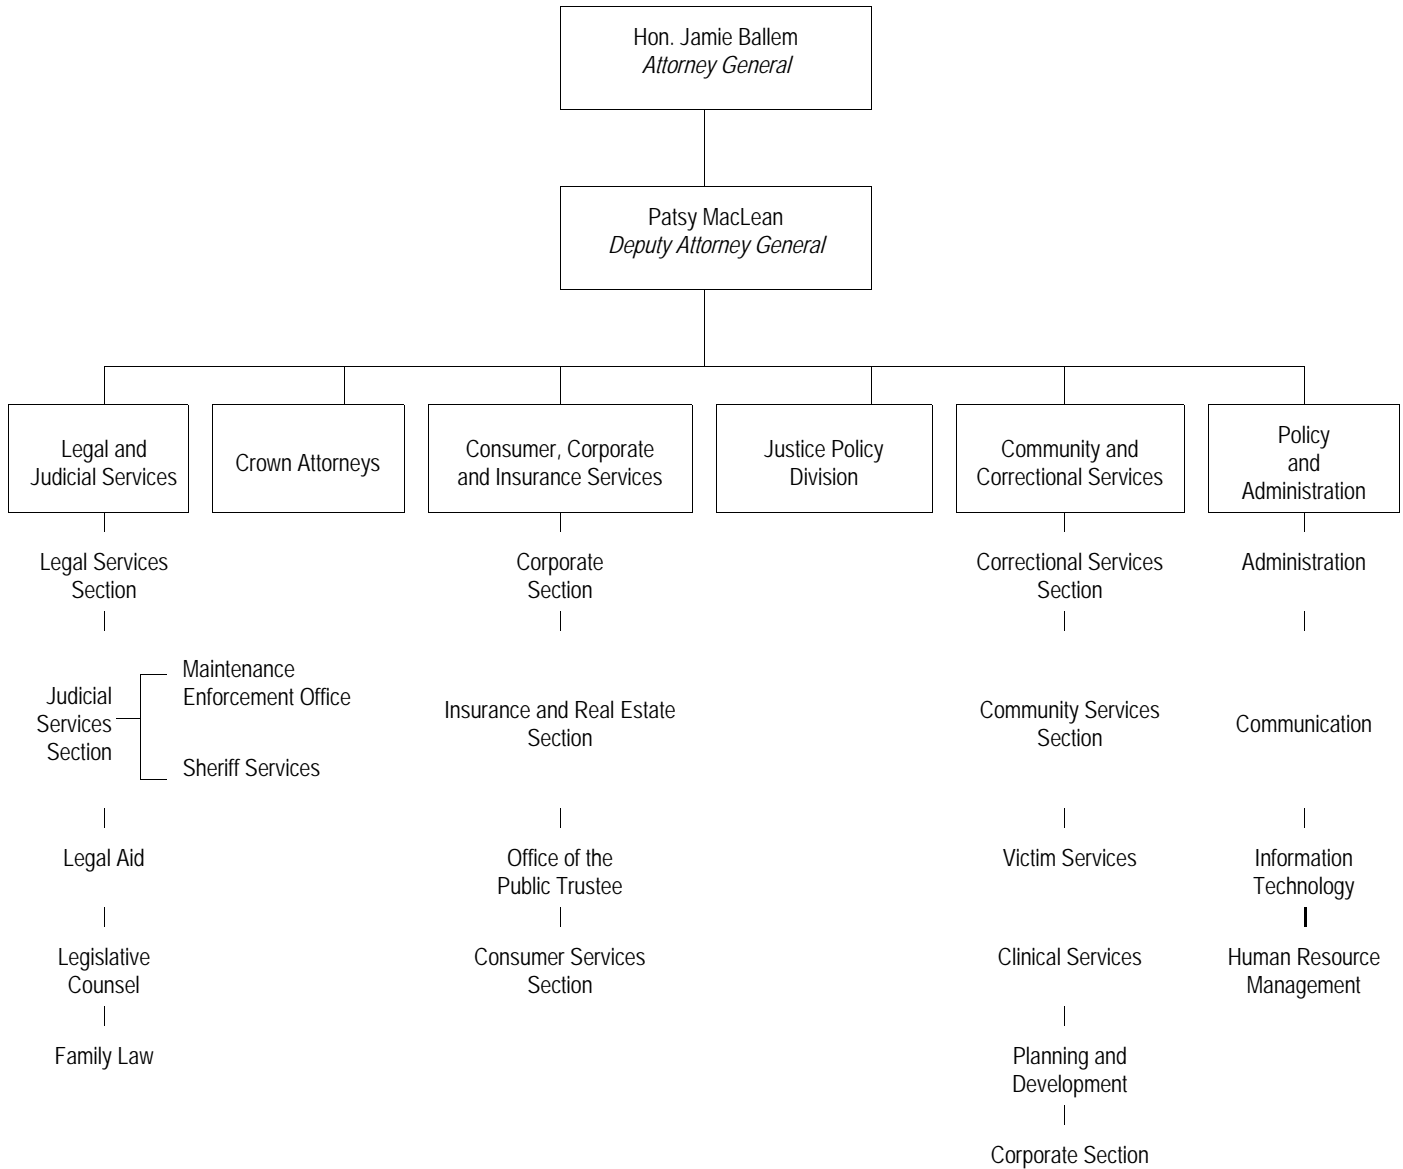 Hon. Jamie Ballem
Attorney General
Patsy MacLean
Deputy Attorney General
Legal and
Judicial Services
Crown Attorneys
Consumer, Corporate
and Insurance Services
Justice Policy
Division
Community and
Correctional Services
Policy
and
Administration
Legal Services
Section
Judicial
Services
Section
Maintenance
Enforcement Office
Sheriff Services
Legal Aid
Legislative
Counsel
Family Law
Corporate
Section
Insurance and Real Estate
Section
Office of the
Public Trustee
Consumer Services
Section
Correctional Services
Section
Community Services
Section
Victim Services
Clinical Services
Planning and
Development
Corporate Section
Administration
Communication
Information
Technology
Human Resource
Management